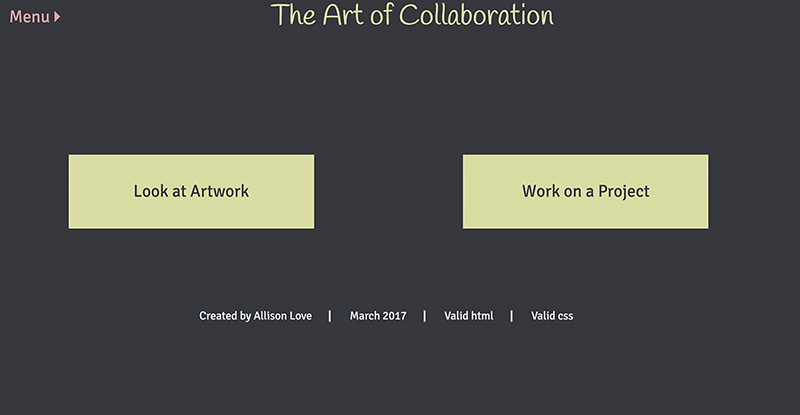 Menu
The Art of Collaboration
Look at Artwork
Work on a Project
Created by Allison Love | March 2017 | Valid html | Valid css